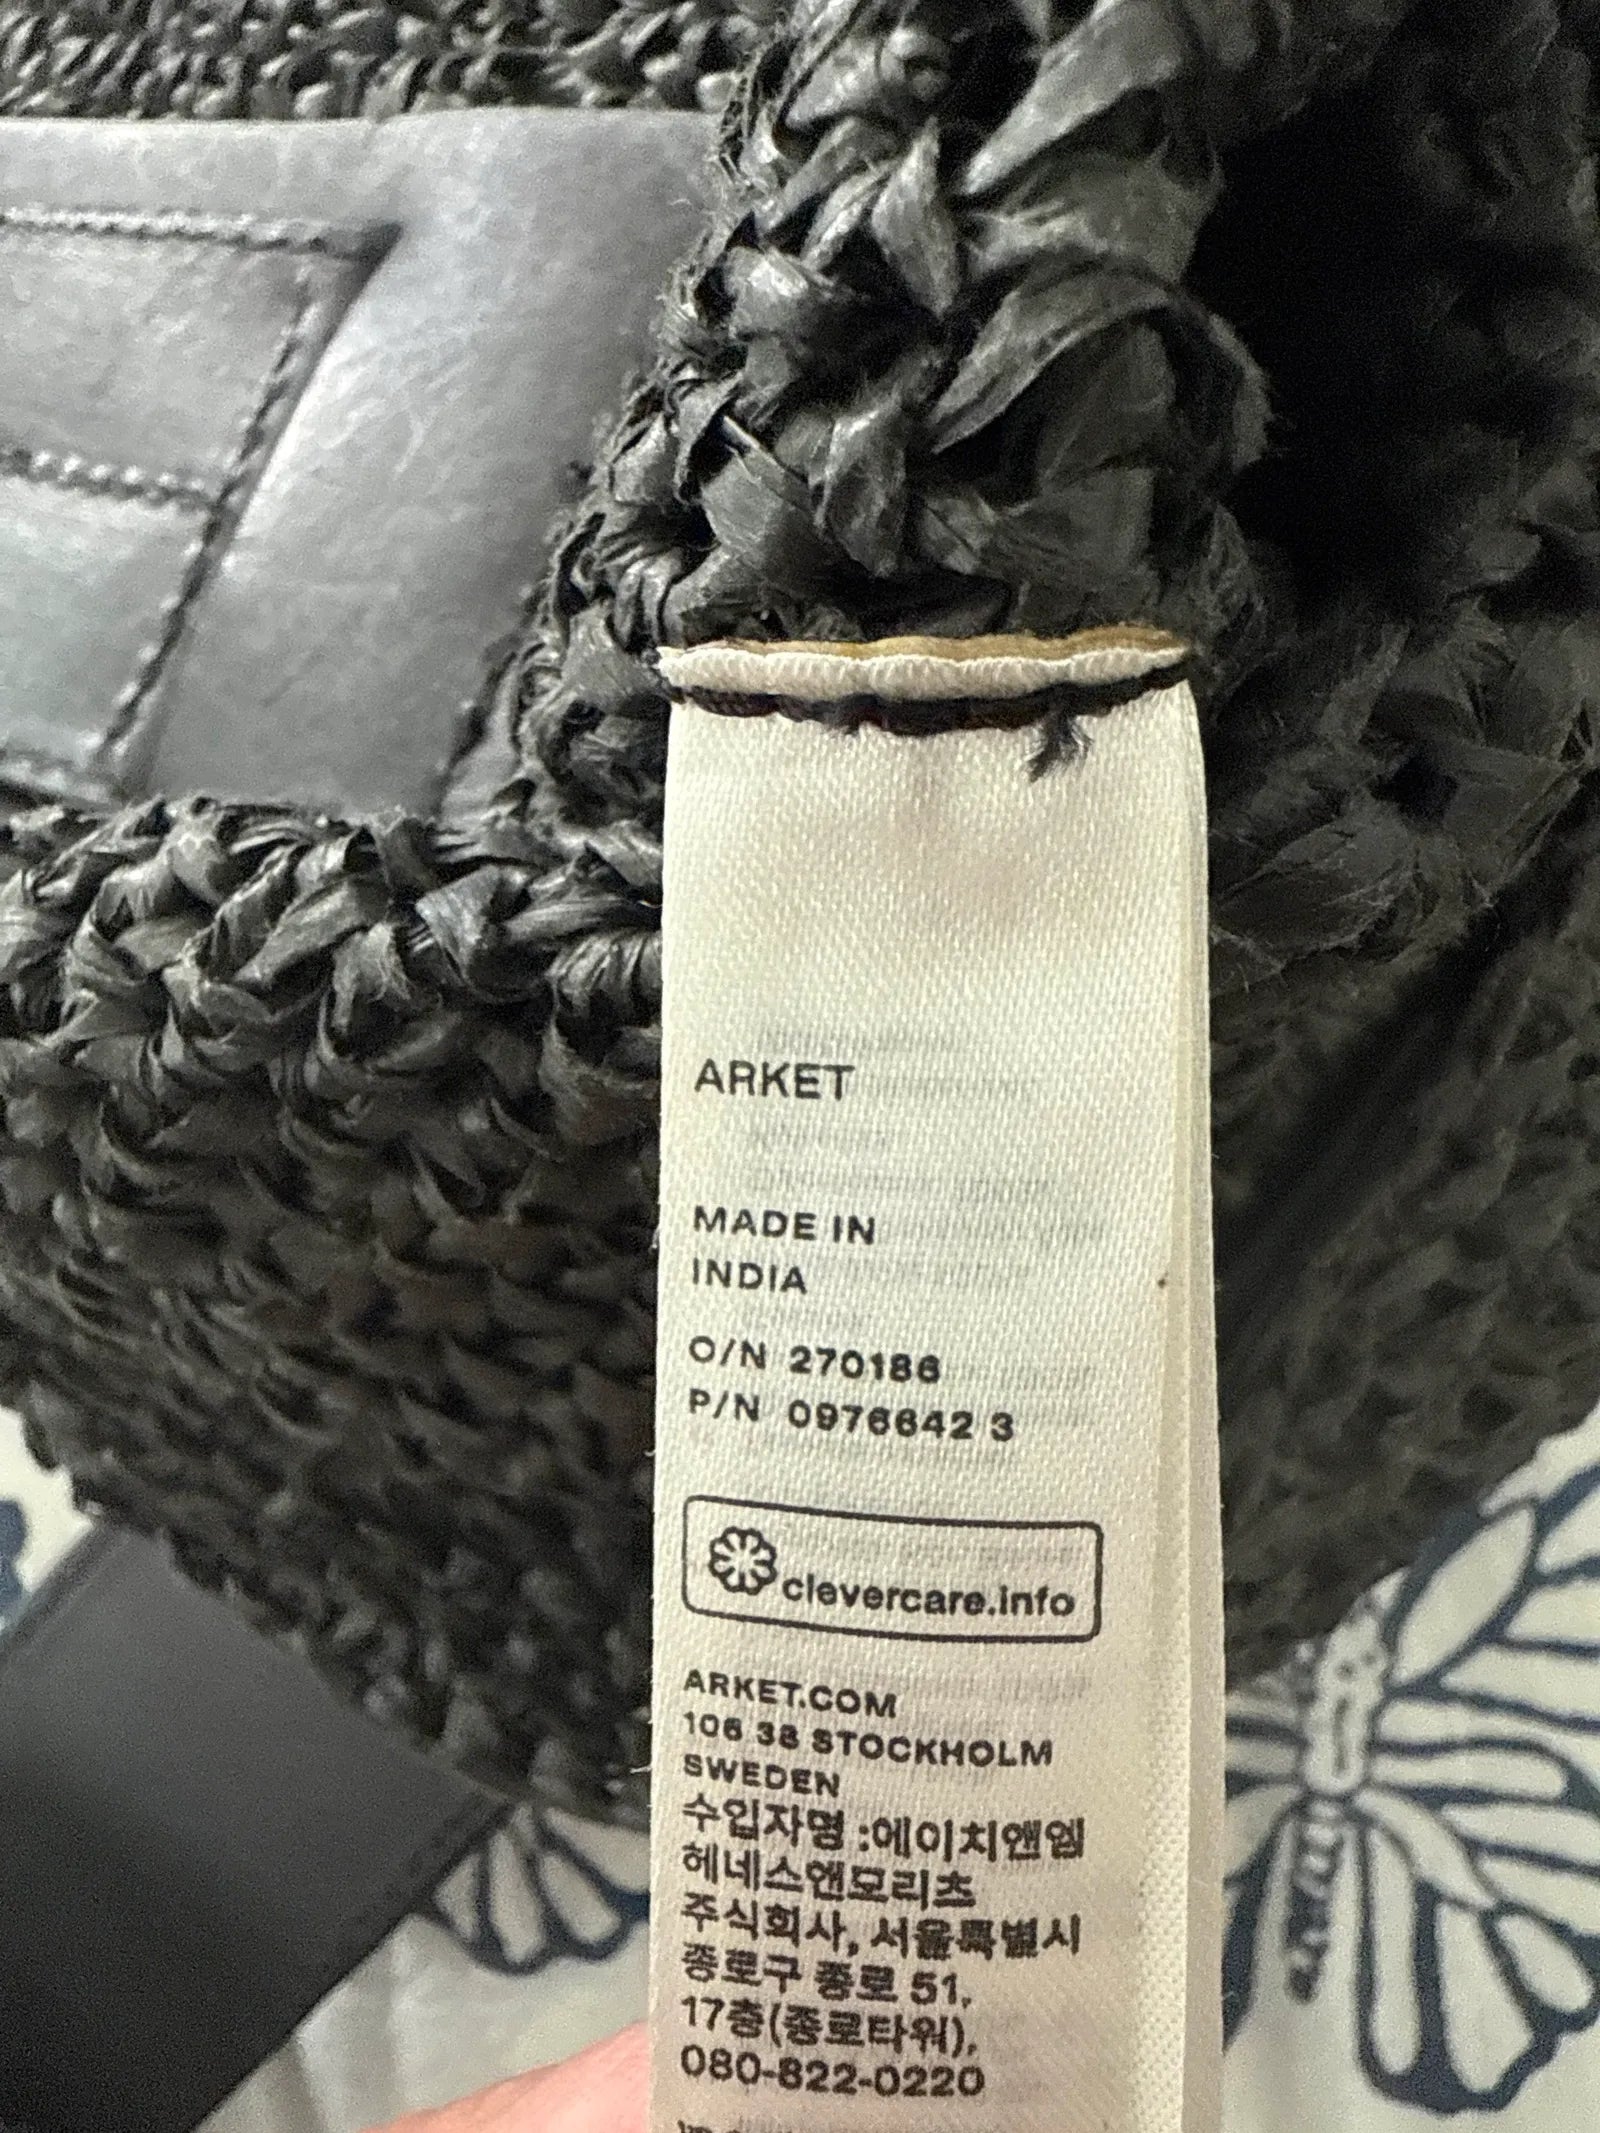 ARKET
MADE IN
INDIA
O/N 270186
P/N 0976642 3
clevercare.info
ARKET.COM
106 38 STOCKHOLM
SWEDEN
수입자명 :에이치앤엠
헤네스앤모리츠
주식회사, 서울특별시
종로구 종로 51,
17층(종로타워),
080-822-0220